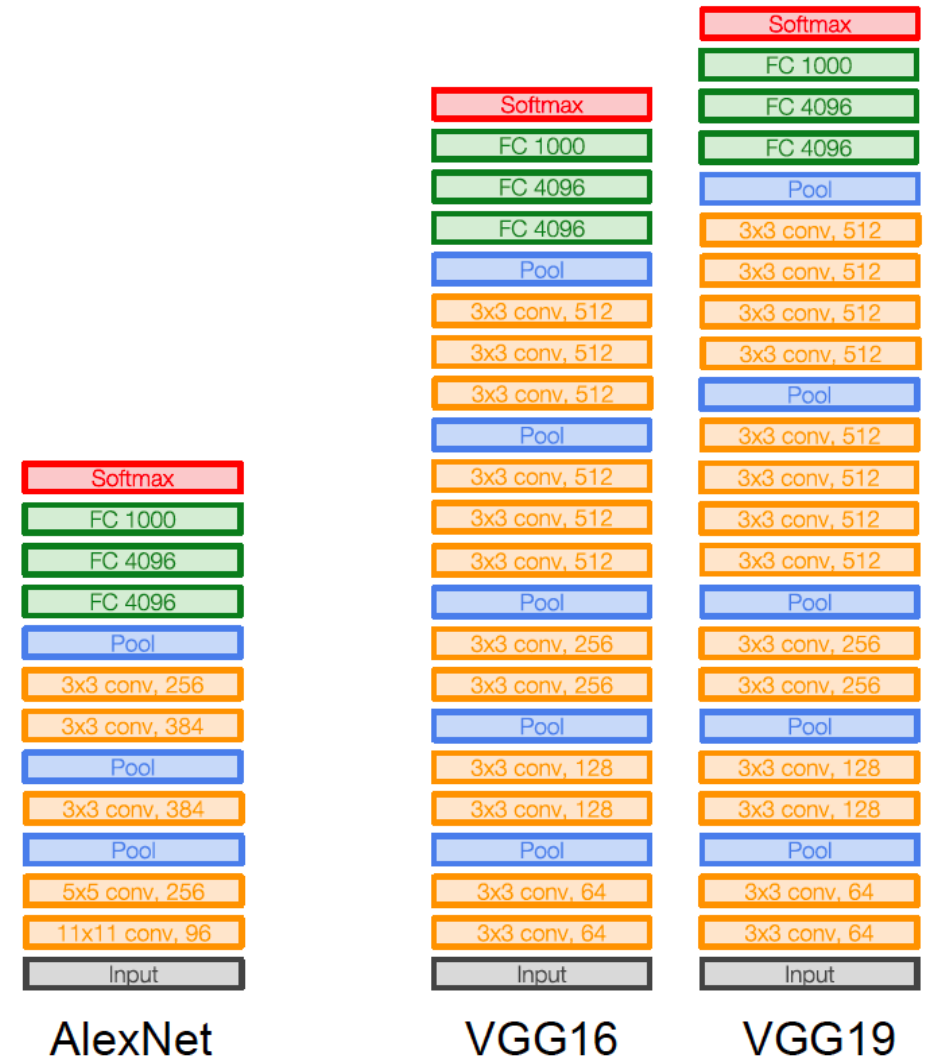 Softmax
FC 1000
FC 4096
FC 4096
Pool
3x3 conv, 256
3x3 conv, 384
Pool
3x3 conv, 384
Pool
5x5 conv, 256
11x11 conv, 96
Input
AlexNet
Softmax
FC 1000
FC 4096
FC 4096
Pool
3x3 conv, 512
3x3 conv, 512
3x3 conv, 512
Pool
3x3 conv, 512
3x3 conv, 512
3x3 conv, 512
Pool
3x3 conv, 256
3x3 conv, 256
Pool
3x3 conv, 128
3x3 conv, 128
Pool
3x3 conv, 64
3x3 conv, 64
Input
VGG16
Softmax
FC 1000
FC 4096
FC 4096
Pool
3x3 conv, 512
3x3 conv, 512
3x3 conv, 512
3x3 conv, 512
Pool
3x3 conv, 512
3x3 conv, 512
3x3 conv, 512
3x3 conv, 512
Pool
3x3 conv, 256
3x3 conv, 256
Pool
3x3 conv, 128
3x3 conv, 128
Pool
3x3 conv, 64
3x3 conv, 64
Input
VGG19